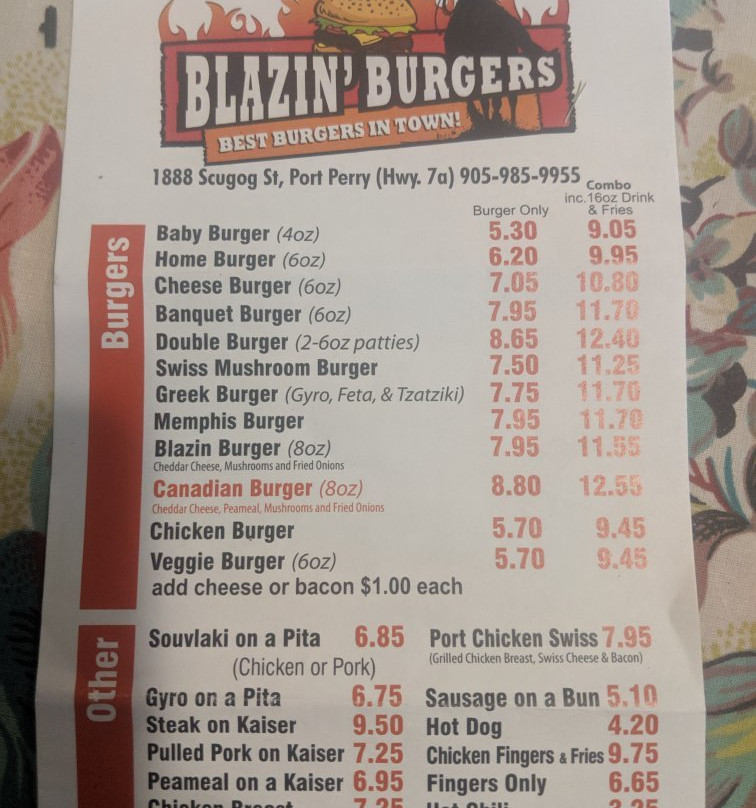 BLAZIN' BURGERS
BEST BURGERS IN TOWN!
1888 Scugog St, Port Perry (Hwy. 7a) 905-985-9955
Combo
inc.16oz Drink
Burger Only & Fries
Burgers
Baby Burger (4oz) 5.30 9.05
Home Burger (6oz) 6.20 9.95
Cheese Burger (6oz) 7.05 10.80
Banquet Burger (6oz) 7.95 11.70
Double Burger (2-6oz patties) 8.65 12.40
Swiss Mushroom Burger 7.50 11.25
Greek Burger (Gyro, Feta, & Tzatziki) 7.75 11.70
Memphis Burger 7.95 11.70
Blazin Burger (8oz) 7.95 11.55
Cheddar Cheese, Mushrooms and Fried Onions
Canadian Burger (8oz) 8.80 12.55
Cheddar Cheese, Peameal, Mushrooms and Fried Onions
Chicken Burger 5.70 9.45
Veggie Burger (6oz) 5.70 9.45
add cheese or bacon $1.00 each
Other
Souvlaki on a Pita 6.85 Port Chicken Swiss 7.95
(Chicken or Pork) (Grilled Chicken Breast, Swiss Cheese & Bacon)
Gyro on a Pita 6.75 Sausage on a Bun 5.10
Steak on Kaiser 9.50 Hot Dog 4.20
Pulled Pork on Kaiser 7.25 Chicken Fingers & Fries 9.75
Peameal on a Kaiser 6.95 Fingers Only 6.65
Chicken Breast 7.25 Hot Chili